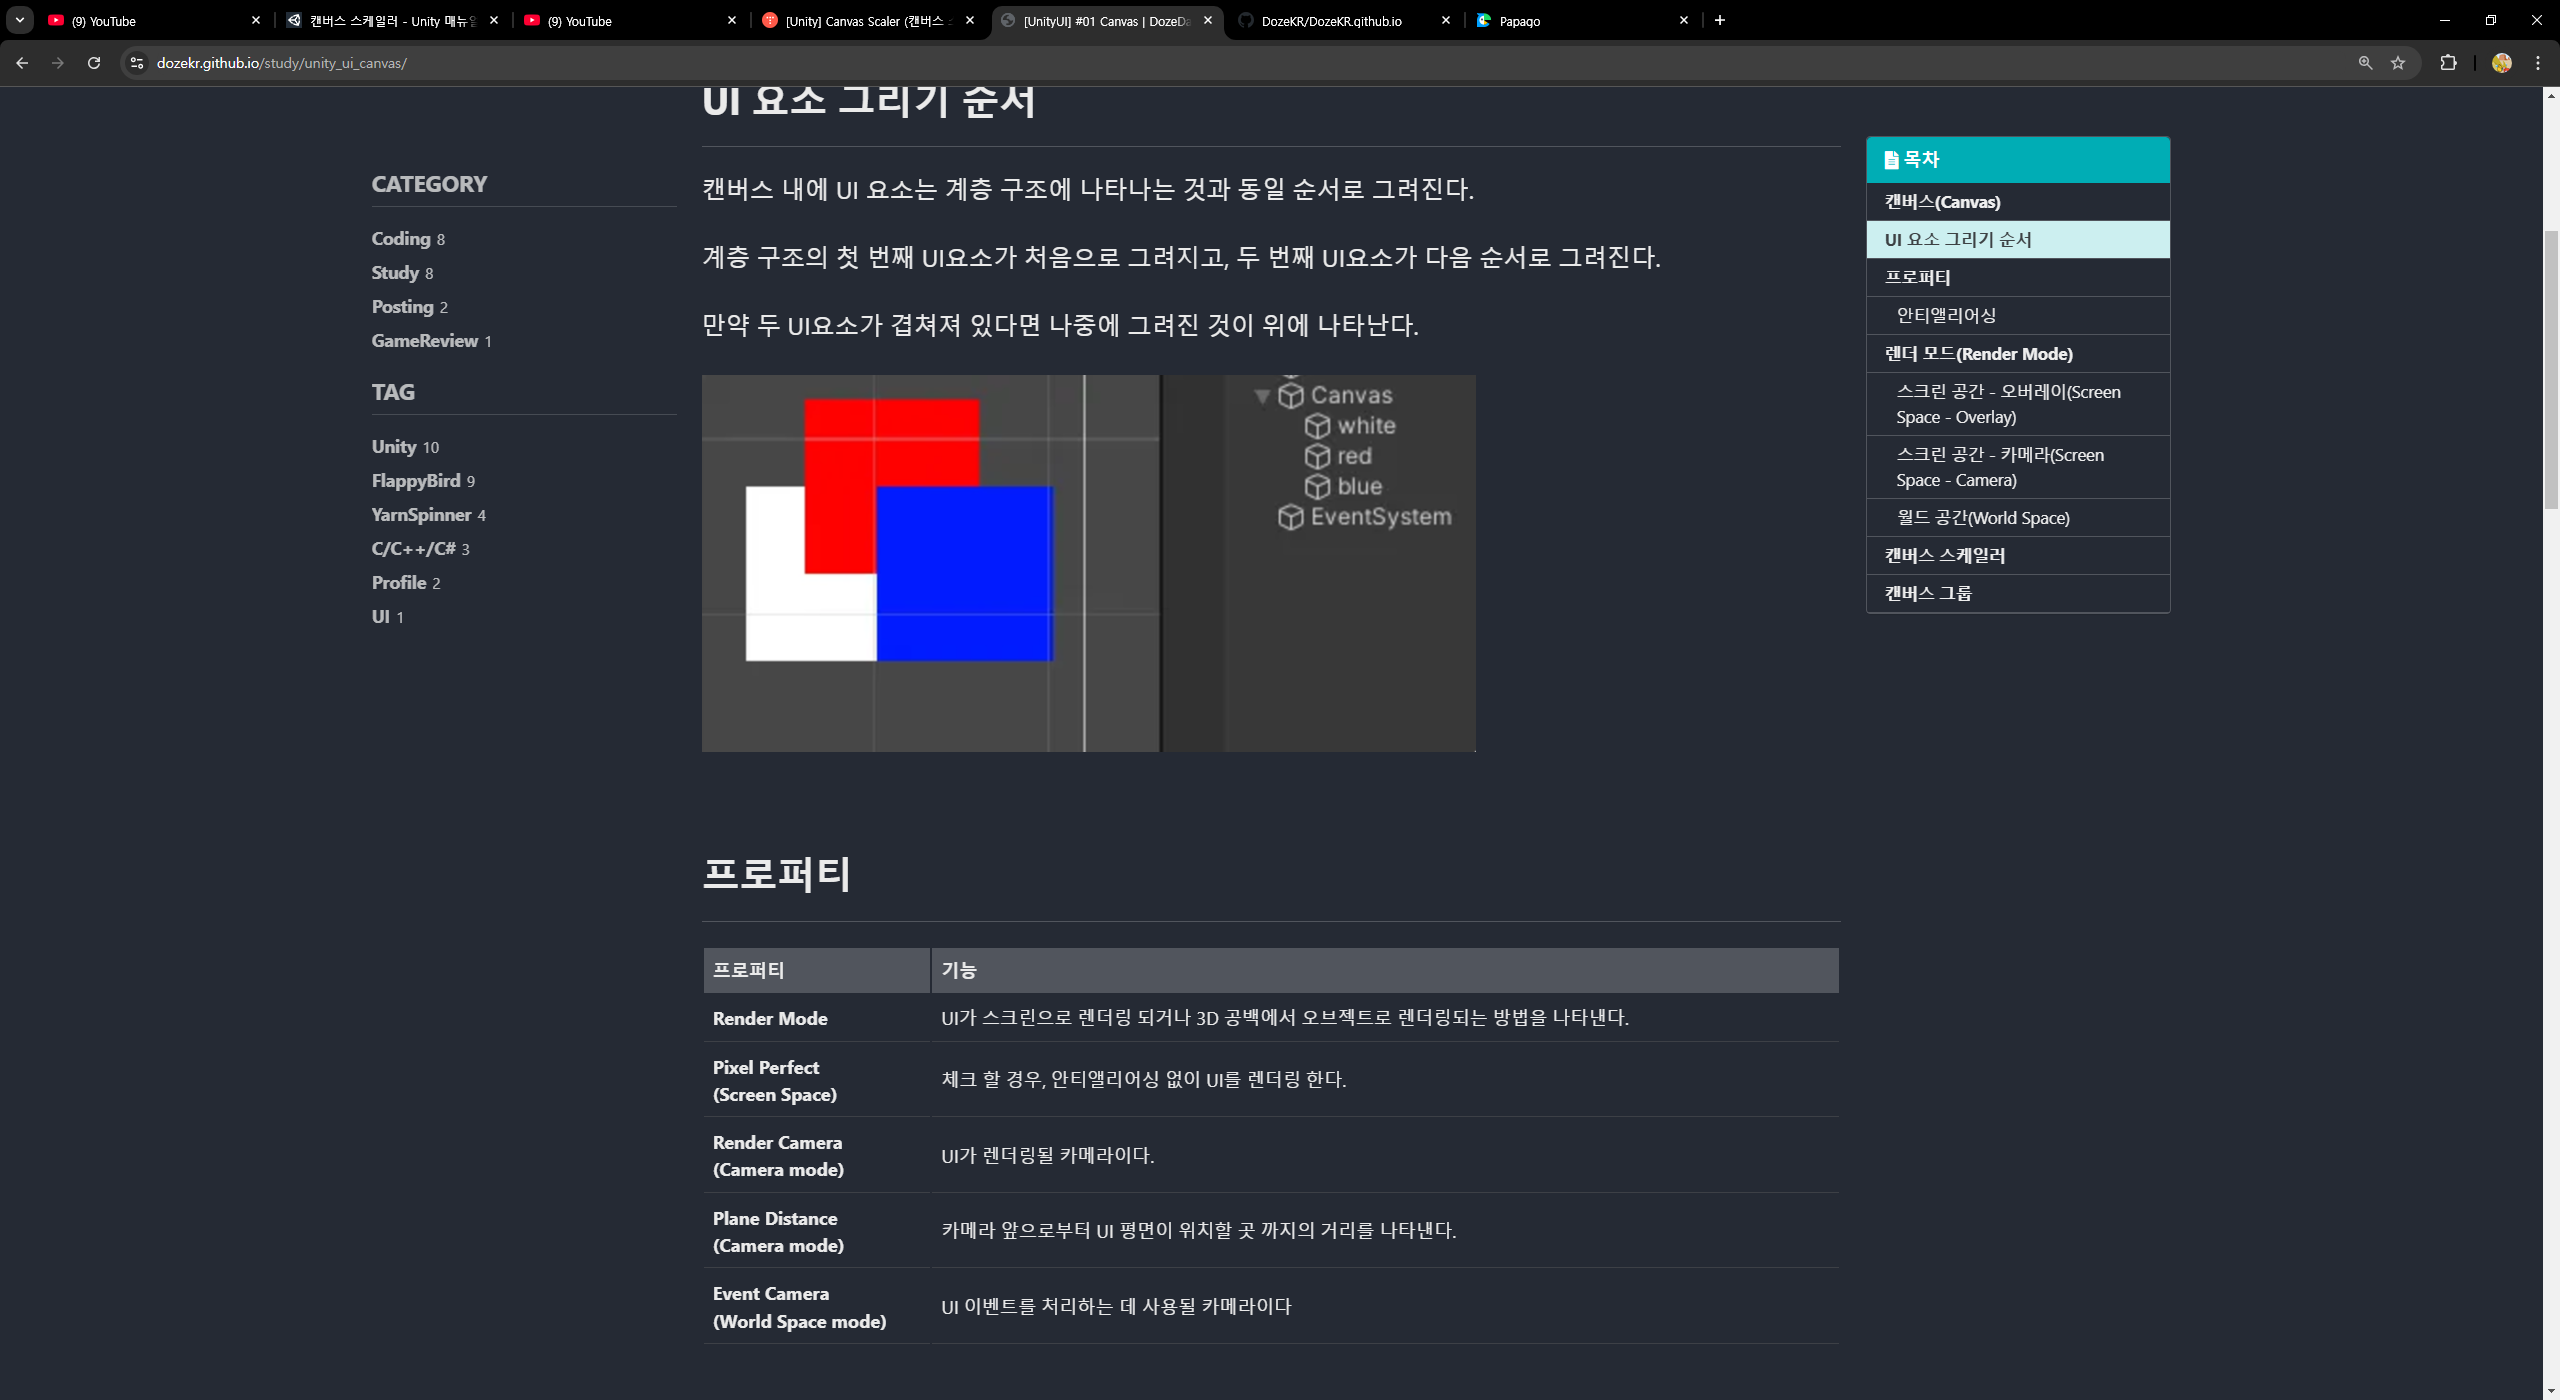 (9) YouTube
캔버스 스케일러 - Unity 매뉴얼
(9) YouTube
[Unity] Canvas Scaler (캔버스
[UnityUI] #01 Canvas | DozeDa
DozeKR/DozeKR.github.io
Papago
dozekr.github.io/study/unity_ui_canvas/
CATEGORY
Coding 8
Study 8
Posting 2
GameReview 1
TAG
Unity 10
FlappyBird 9
YarnSpinner 4
C/C++/C# 3
Profile 2
UI 1
UI 요소 그리기 순서
캔버스 내에 UI 요소는 계층 구조에 나타나는 것과 동일 순서로 그려진다.
계층 구조의 첫 번째 UI요소가 처음으로 그려지고, 두 번째 UI요소가 다음 순서로 그려진다.
만약 두 UI요소가 겹쳐져 있다면 나중에 그려진 것이 위에 나타난다.
Canvas
white
red
blue
EventSystem
프로퍼티
프로퍼티 기능
Render Mode UI가 스크린으로 렌더링 되거나 3D 공백에서 오브젝트로 렌더링되는 방법을 나타낸다.
Pixel Perfect
(Screen Space) 체크 할 경우, 안티앨리어싱 없이 UI를 렌더링 한다.
Render Camera
(Camera mode) UI가 렌더링될 카메라이다.
Plane Distance
(Camera mode) 카메라 앞으로부터 UI 평면이 위치할 곳 까지의 거리를 나타낸다.
Event Camera
(World Space mode) UI 이벤트를 처리하는 데 사용될 카메라이다
목차
캔버스(Canvas)
UI 요소 그리기 순서
프로퍼티
안티앨리어싱
렌더 모드(Render Mode)
스크린 공간 - 오버레이(Screen
Space - Overlay)
스크린 공간 - 카메라(Screen
Space - Camera)
월드 공간(World Space)
캔버스 스케일러
캔버스 그룹